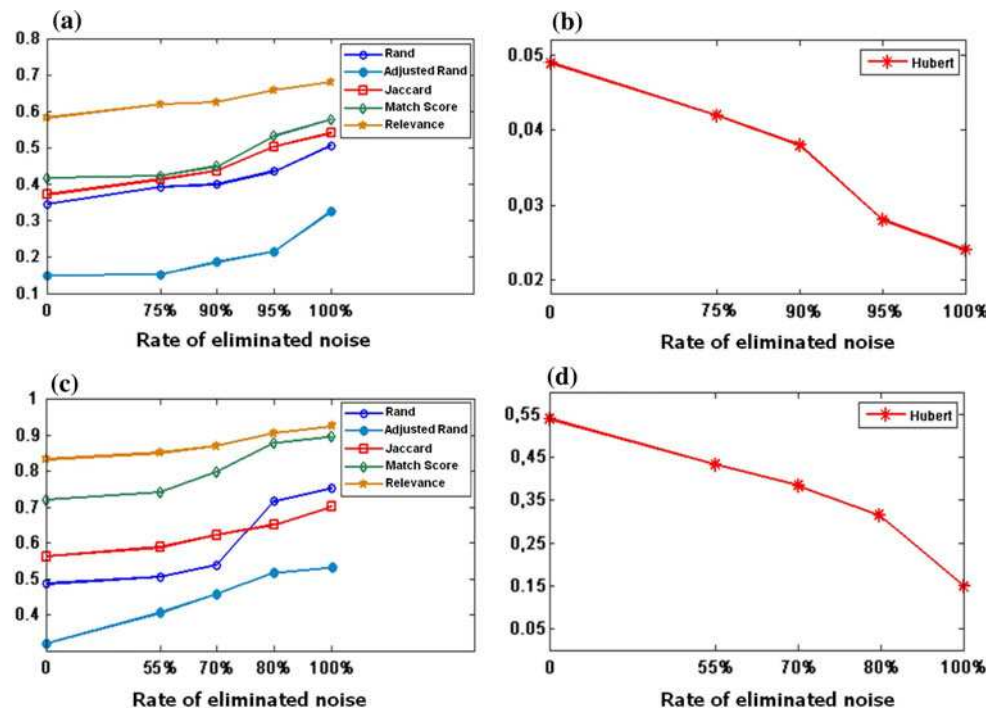 (a)
0.8
0.7
0.6
0.5
0.4
0.3
0.2
0.1
0 75% 90% 95% 100%
Rate of eliminated noise
Rand
Adjusted Rand
Jaccard
Match Score
Relevance
(b)
0.05
0,04
0,03
0.02
0 75% 90% 95% 100%
Rate of eliminated noise
Hubert
(c)
1
0.9
0.8
0.7
0.6
0.5
0.4
0 55% 70% 80% 100%
Rate of eliminated noise
Rand
Adjusted Rand
Jaccard
Match Score
Relevance
(d)
0,55
0,45
0,35
0,25
0.15
0.05
0 55% 70% 80% 100%
Rate of eliminated noise
Hubert